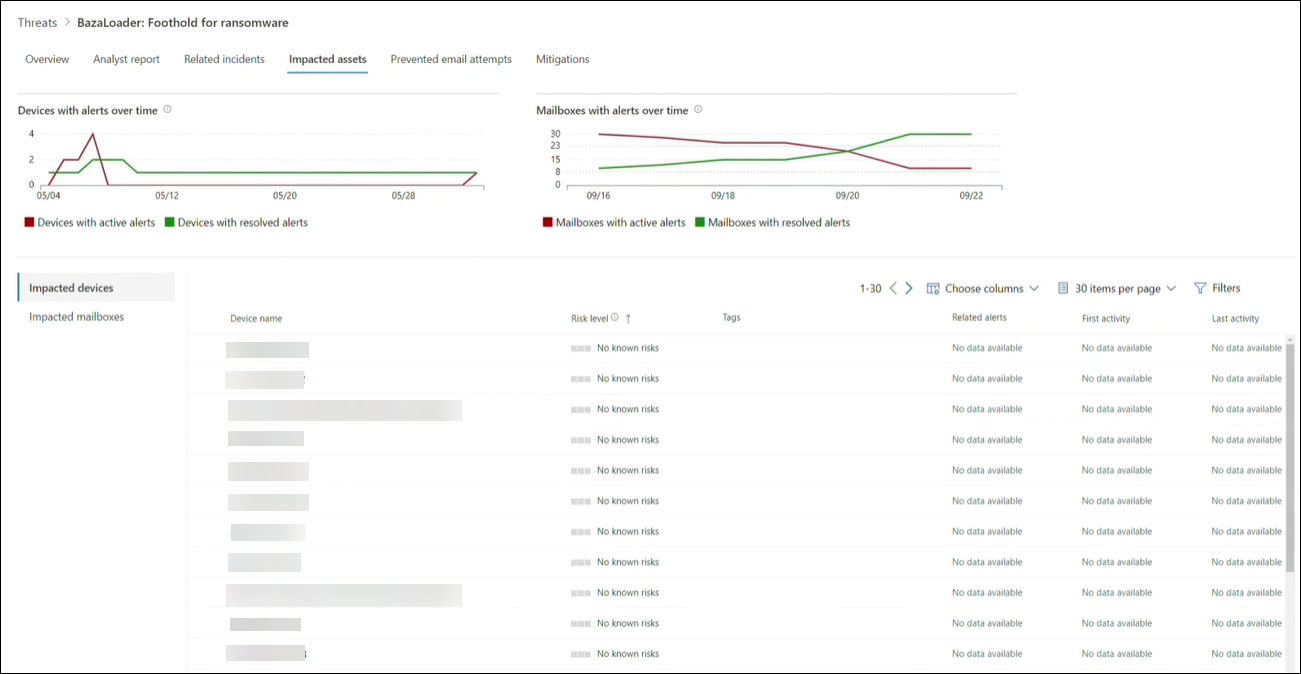 Threats > BazaLoader: Foothold for ransomware
Overview Analyst report Related incidents Impacted assets Prevented email attempts Mitigations
Devices with alerts over time
4
2
0
05/04 05/12 05/20 05/28
Devices with active alerts Devices with resolved alerts
Mailboxes with alerts over time
30
23
15
8
0
09/16 09/18 09/20 09/22
Mailboxes with active alerts Mailboxes with resolved alerts
Impacted devices
Impacted mailboxes
1-30 Choose columns 30 items per page Filters
Device name Risk level ↑ Tags Related alerts First activity Last activity
No known risks No data available No data available No data available
No known risks No data available No data available No data available
No known risks No data available No data available No data available
No known risks No data available No data available No data available
No known risks No data available No data available No data available
No known risks No data available No data available No data available
No known risks No data available No data available No data available
No known risks No data available No data available No data available
No known risks No data available No data available No data available
No known risks No data available No data available No data available
No known risks No data available No data available No data available